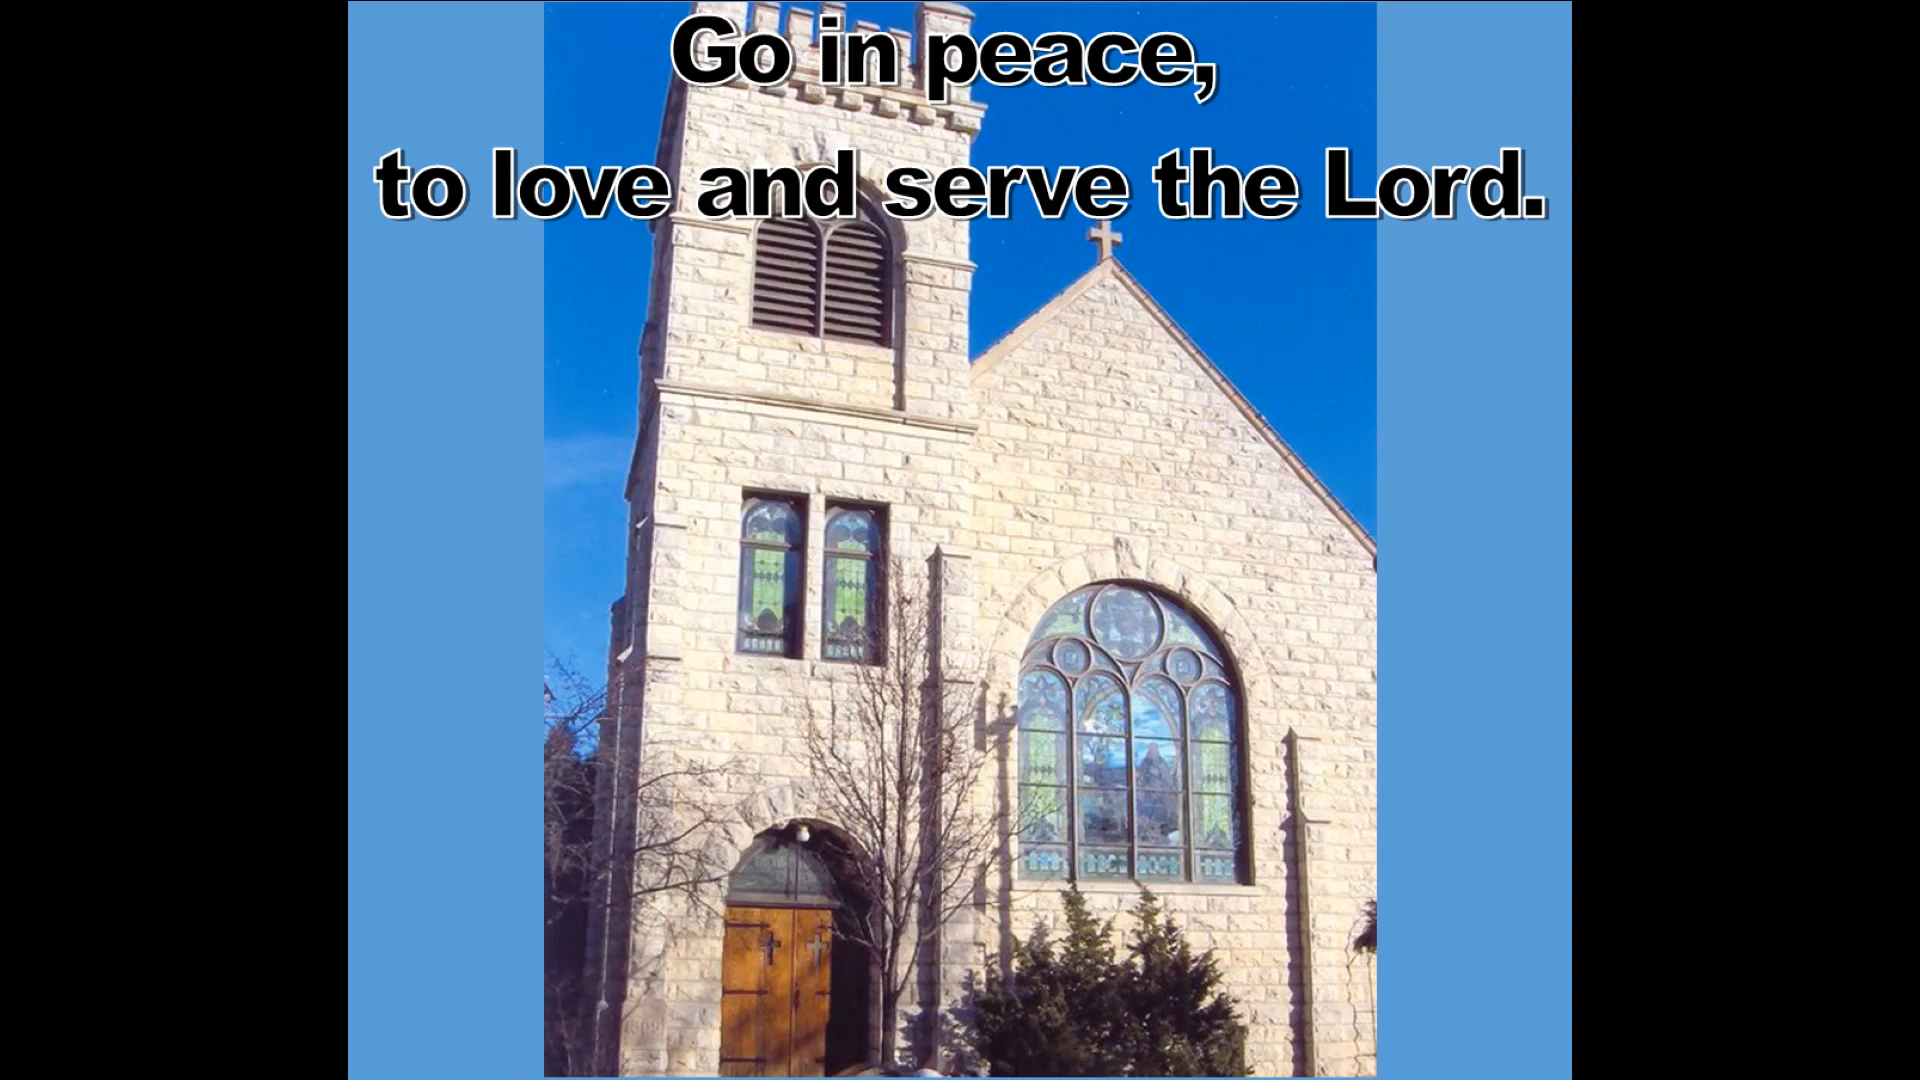 Go in peace,
to love and serve the Lord.